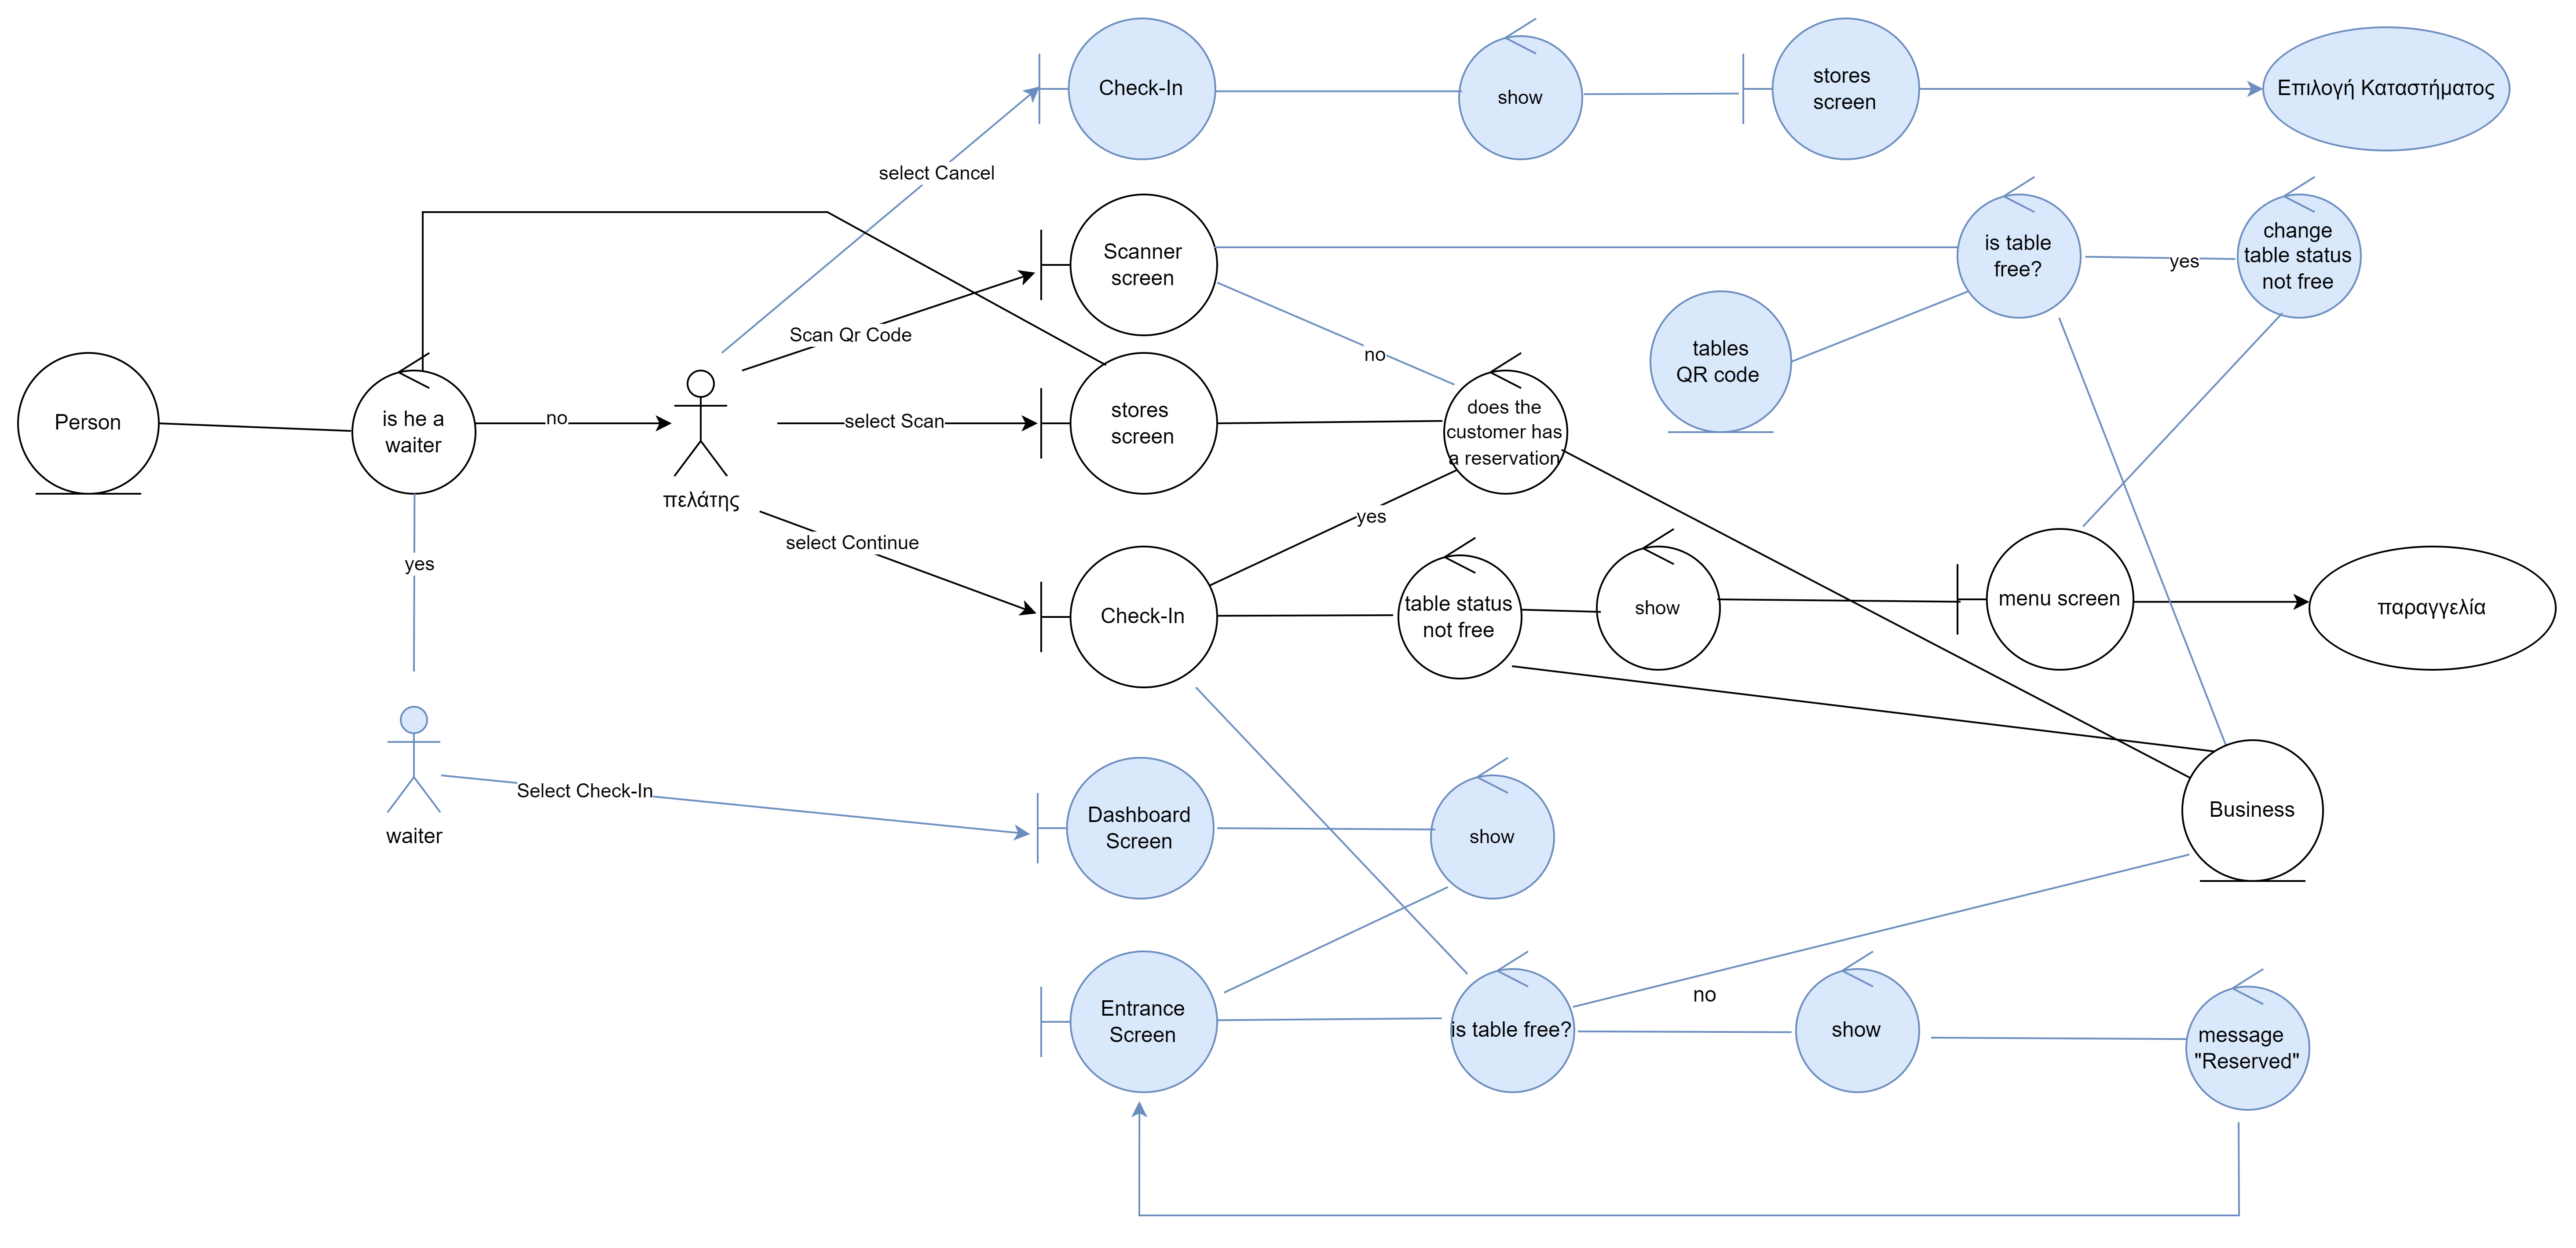 Check-In
show
stores
screen
Επιλογή Καταστήματος
select Cancel
Scanner
screen
is table
free?
yes
change
table status
not free
Scan Qr Code
no
tables
QR code
Person
is he a
waiter
no
πελάτης
select Scan
stores
screen
does the
customer has
a reservation
yes
select Continue
yes
Check-In
table status
not free
show
menu screen
παραγγελία
waiter
Select Check-In
Dashboard
Screen
show
Business
Entrance
Screen
is table free?
no
show
message
"Reserved"